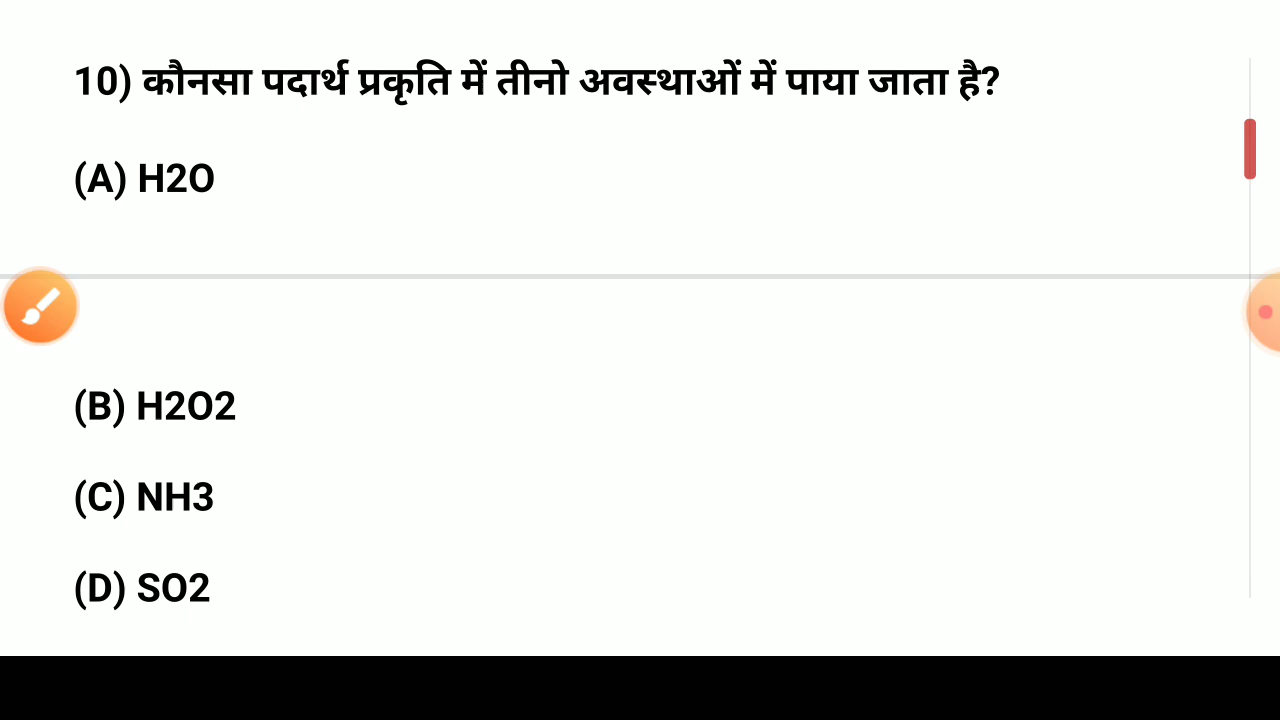 10) कौनसा पदार्थ प्रकृति में तीनो अवस्थाओं में पाया जाता है?
(A) H2O
(B) H2O2
(C) NH3
(D) SO2